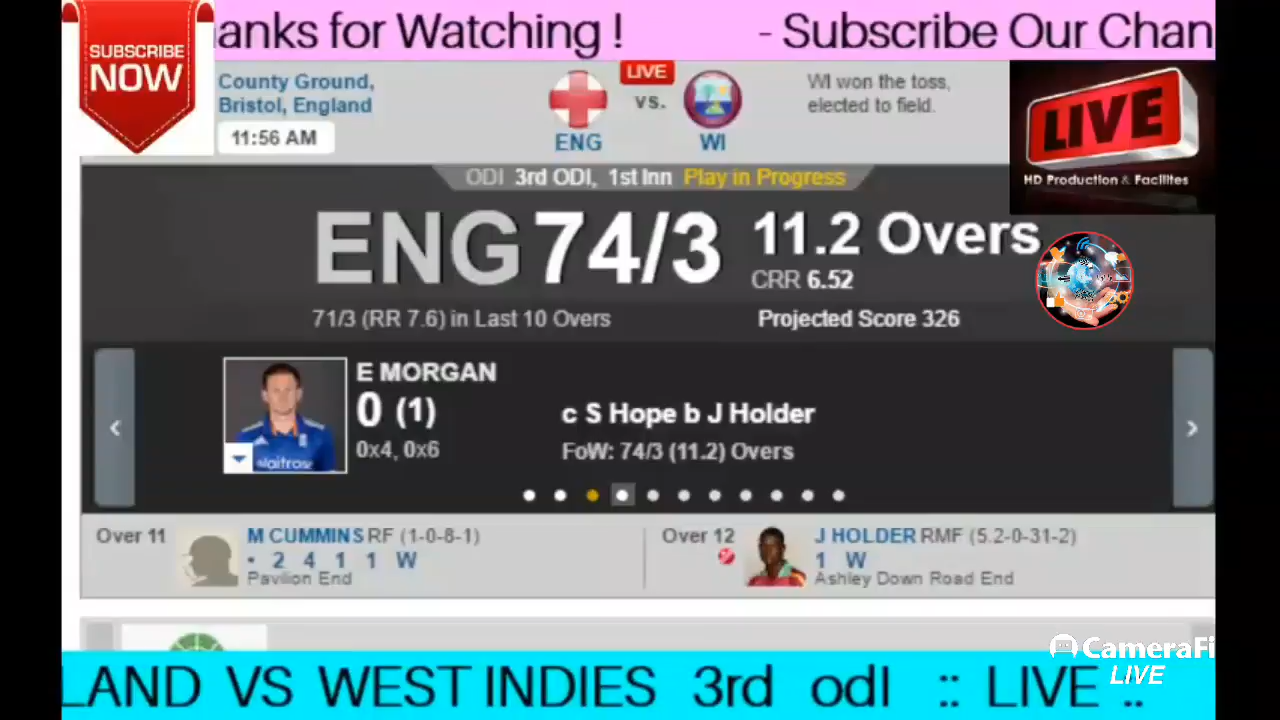 anks for Watching !
- Subscribe Our Chan
SUBSCRIBE
NOW
County Ground,
Bristol, England
11:56 AM
LIVE
vs.
ENG
WI
WI won the toss,
elected to field.
LIVE
HD Production & Facilites
ODI 3rd ODI, 1st Inn Play in Progress
ENG 74/3
11.2 Overs
CRR 6.52
71/3 (RR 7.6) in Last 10 Overs
Projected Score 326
E MORGAN
0 (1)
0x4, 0x6
c S Hope b J Holder
FoW: 74/3 (11.2) Overs
waitrose
Over 11
M CUMMINS RF (1-0-8-1)
• 2 4 1 1 W
Pavilion End
Over 12
J HOLDER RMF (5.2-0-31-2)
1 W
Ashley Down Road End
CameraFi
LIVE
LAND VS WEST INDIES 3rd odI :: LIVE ::